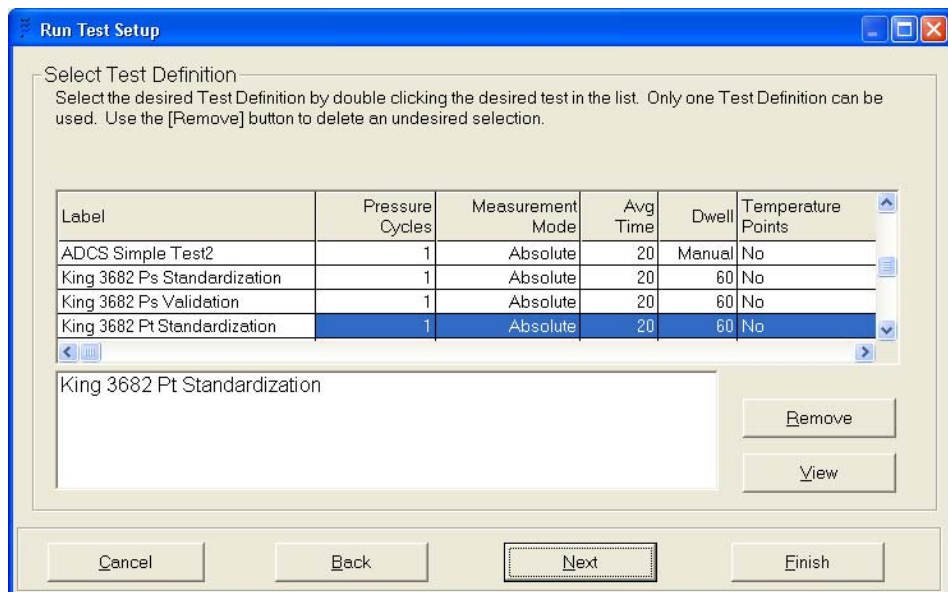 Run Test Setup
Select Test Definition
Select the desired Test Definition by double clicking the desired test in the list. Only one Test Definition can be
used. Use the [Remove] button to delete an undesired selection.
Label Pressure Cycles Measurement Mode Avg Time Dwell Temperature Points
ADCS Simple Test2 1 Absolute 20 Manual No
King 3682 Ps Standardization 1 Absolute 20 60 No
King 3682 Ps Validation 1 Absolute 20 60 No
King 3682 Pt Standardization 1 Absolute 20 60 No
King 3682 Pt Standardization
Remove
View
Cancel Back Next Finish